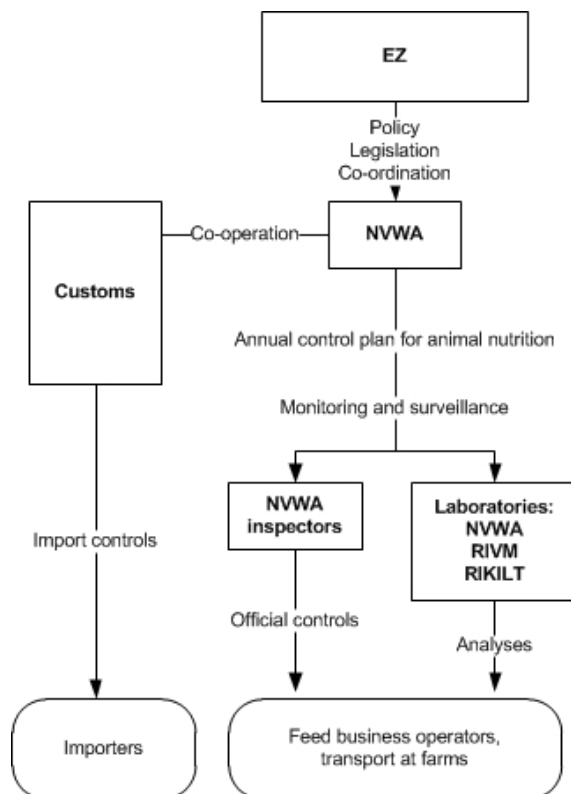 EZ
Policy
Legislation
Co-ordination
Co-operation
NVWA
Customs
Annual control plan for animal nutrition
Monitoring and surveillance
NVWA
inspectors
Laboratories:
NVWA
RIVM
RIKILT
Import controls
Official controls
Analyses
Importers
Feed business operators,
transport at farms